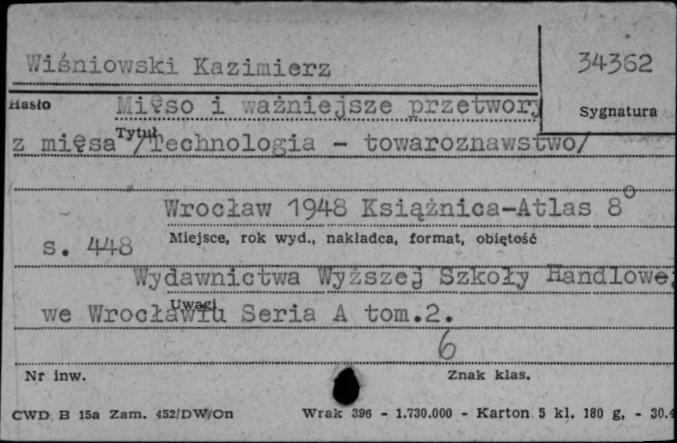 Wiśniowski Kazimierz
34362
Hasło
Mięso i ważniejsze przetwory
Sygnatura
Tytuł
z mięsa /Technologia - towaroznawstwo/
Wrocław 1948 Książnica-Atlas 8°
Miejsce, rok wyd., nakładca, format, objętość
s. 448
Wydawnictwa Wyższej Szkoły Handlowej
Uwagi
we Wrocławiu Seria A tom.2.
6
Nr inw.
Znak klas.
CWD B 15a Zam. 452/DW/On
Wrak 396 - 1.730.000 - Karton 5 kl. 180 g, - 30.4